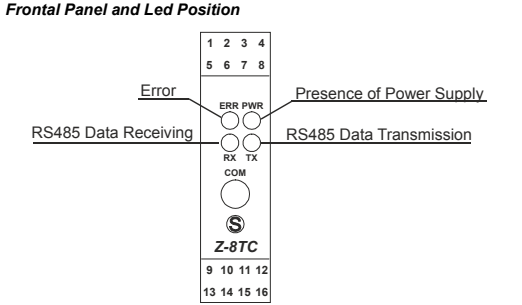 Frontal Panel and Led Position
1 2 3 4
5 6 7 8
Error
ERR PWR
Presence of Power Supply
RS485 Data Receiving
RS485 Data Transmission
RX TX
COM
S
Z-8TC
9 10 11 12
13 14 15 16